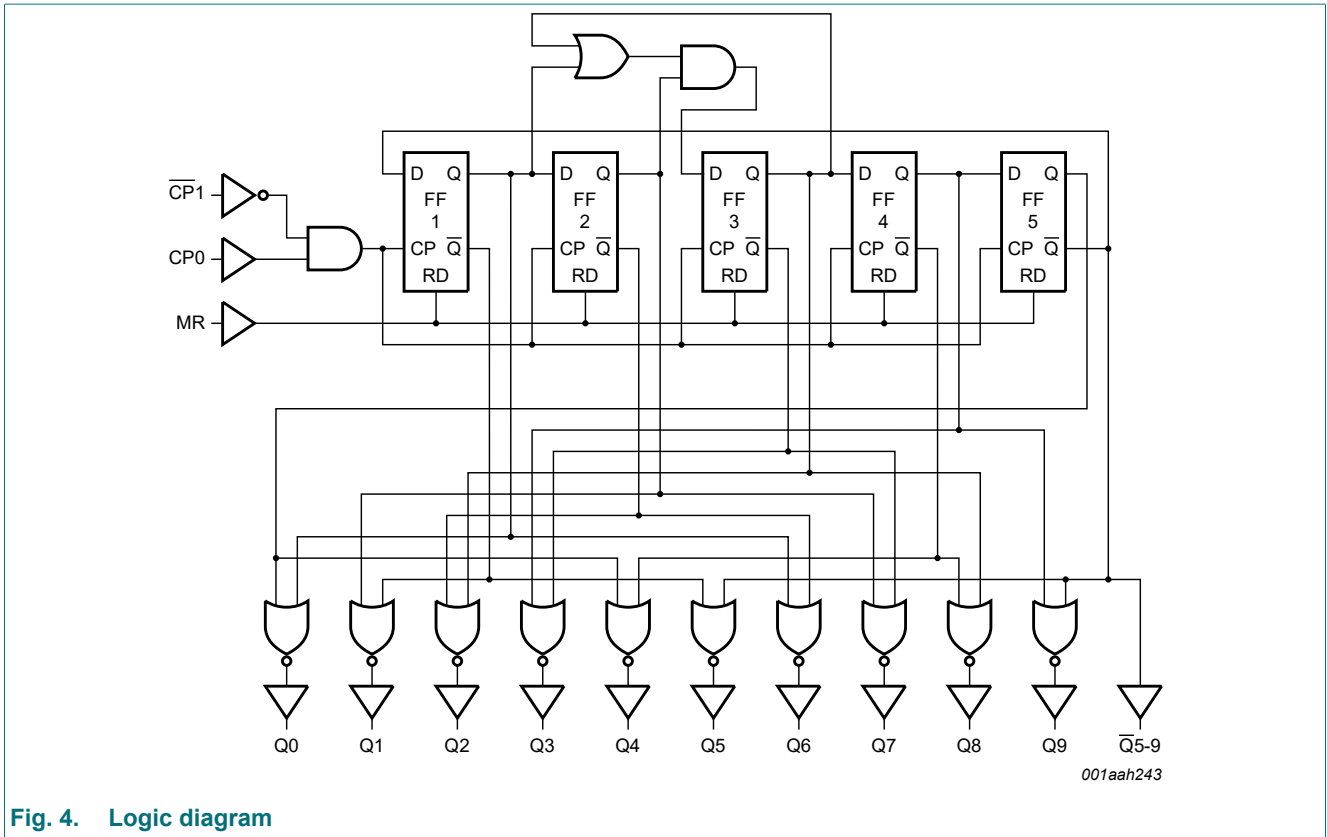 D Q D Q D Q D Q D Q
C̅P̅1 FF FF FF FF FF
1 2 3 4 5
CP0 CP Q̅ CP Q̅ CP Q̅ CP Q̅ CP Q̅
RD RD RD RD RD
MR
Q0 Q1 Q2 Q3 Q4 Q5 Q6 Q7 Q8 Q9 Q̅5-9
001aah243
Fig. 4. Logic diagram